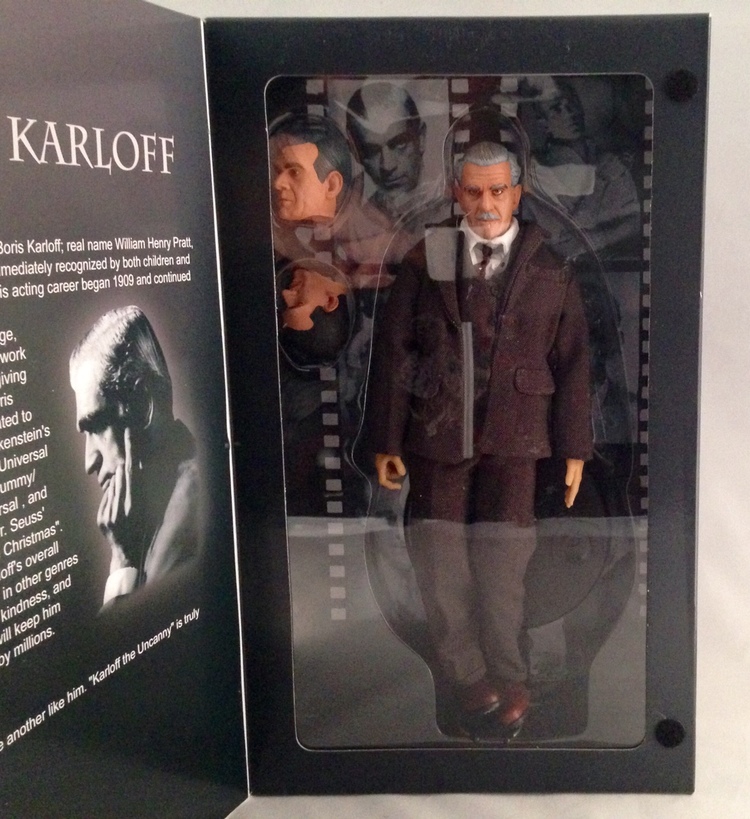 KARLOFF
Boris Karloff; real name William Henry Pratt,
mediately recognized by both children and
is acting career began 1909 and continued
ge,
work
iving
ris
ted to
kenstein's
Universal
ummy/
rsal , and
r. Seuss'
Christmas".
off's overall
in other genres
kindness, and
will keep him
by millions.
e another like him. "Karloff the Uncanny" is truly